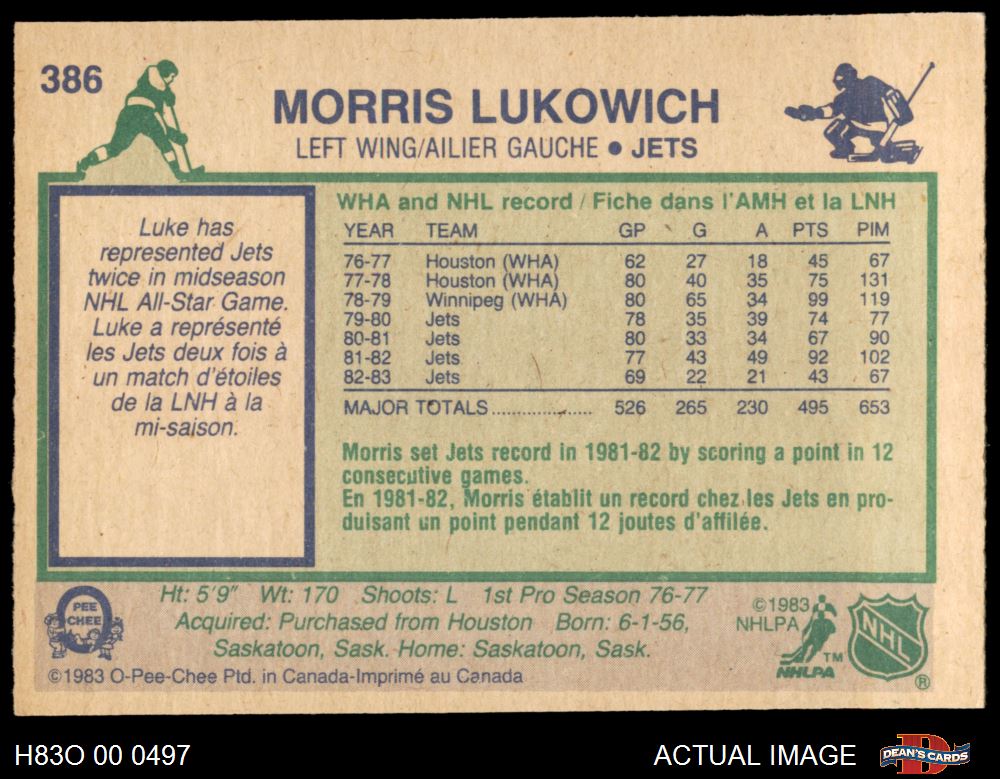 386
MORRIS LUKOWICH
LEFT WING/AILIER GAUCHE ● JETS
Luke has
represented Jets
twice in midseason
NHL All-Star Game.
Luke a représenté
les Jets deux fois à
un match d'étoiles
de la LNH à la
mi-saison.
WHA and NHL record / Fiche dans l'AMH et la LNH
YEAR TEAM GP G A PTS PIM
76-77 Houston (WHA) 62 27 18 45 67
77-78 Houston (WHA) 80 40 35 75 131
78-79 Winnipeg (WHA) 80 65 34 99 119
79-80 Jets 78 35 39 74 77
80-81 Jets 80 33 34 67 90
81-82 Jets 77 43 49 92 102
82-83 Jets 69 22 21 43 67
MAJOR TOTALS................ 526 265 230 495 653
Morris set Jets record in 1981-82 by scoring a point in 12
consecutive games.
En 1981-82, Morris établit un record chez les Jets en pro-
duisant un point pendant 12 joutes d'affilée.
O
PEE
CHEE
Ht: 5'9" Wt: 170 Shoots: L 1st Pro Season 76-77
Acquired: Purchased from Houston Born: 6-1-56,
Saskatoon, Sask. Home: Saskatoon, Sask.
©1983 O-Pee-Chee Ptd. in Canada-Imprimé au Canada
©1983
NHLPA
TM
NHLPA
NHL
®
H83O 00 0497
ACTUAL IMAGE
DEAN'S CARDS